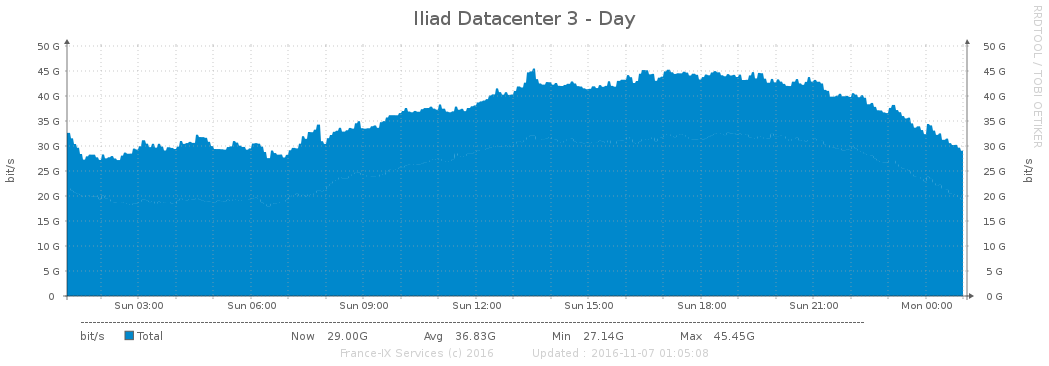 Iliad Datacenter 3 - Day
RRDTOOL / TOBI OETIKER
50 G 50 G
45 G 45 G
40 G 40 G
35 G 35 G
30 G 30 G
25 G 25 G
20 G 20 G
15 G 15 G
10 G 10 G
5 G 5 G
0 0 G
bit/s bit/s
Sun 03:00 Sun 06:00 Sun 09:00 Sun 12:00 Sun 15:00 Sun 18:00 Sun 21:00 Mon 00:00
bit/s Total Now 29.00G Avg 36.83G Min 27.14G Max 45.45G
France-IX Services (c) 2016 Updated : 2016-11-07 01:05:08